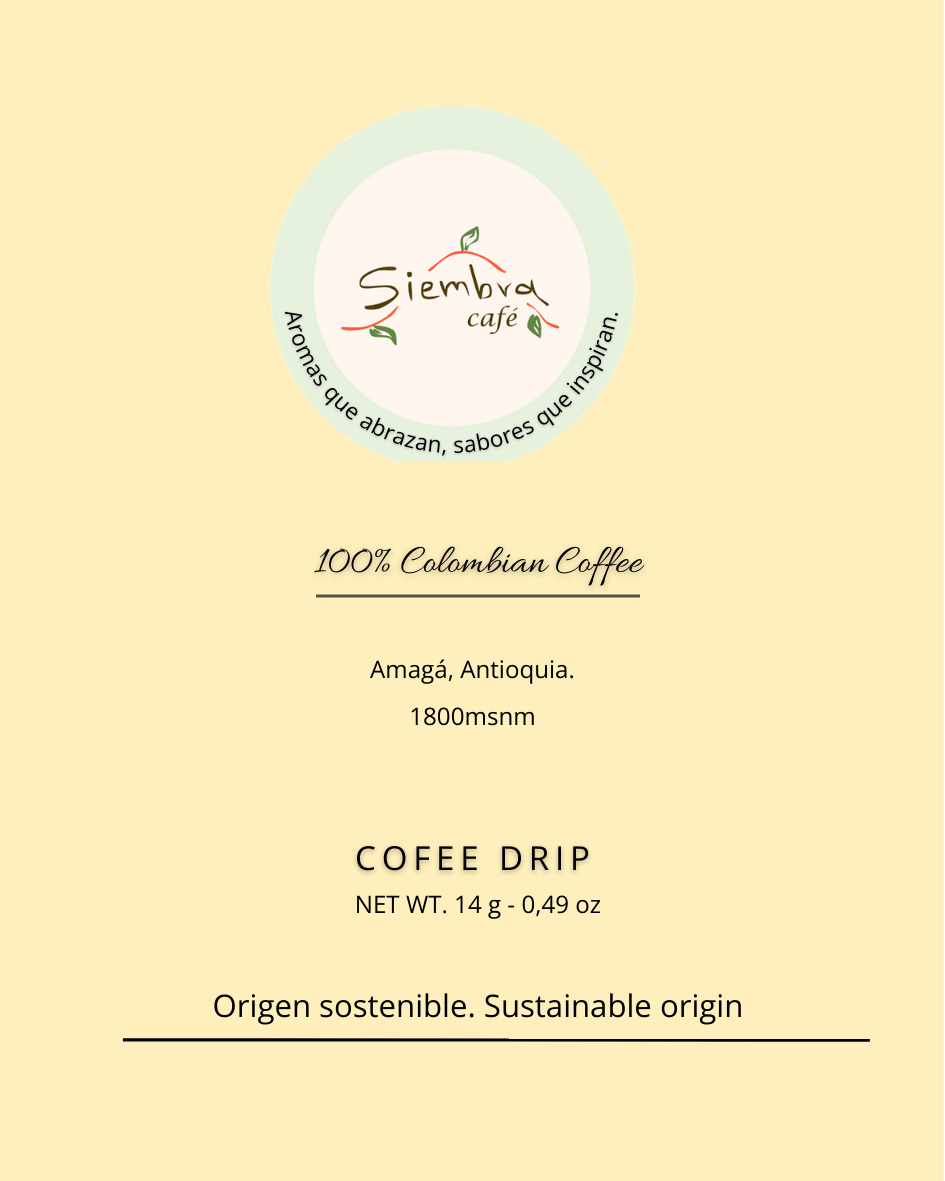 Siembra
café
Aromas que abrazan, sabores que inspiran.
100% Colombian Coffee
Amagá, Antioquia.
1800msnm
COFEE DRIP
NET WT. 14 g - 0,49 oz
Origen sostenible. Sustainable origin